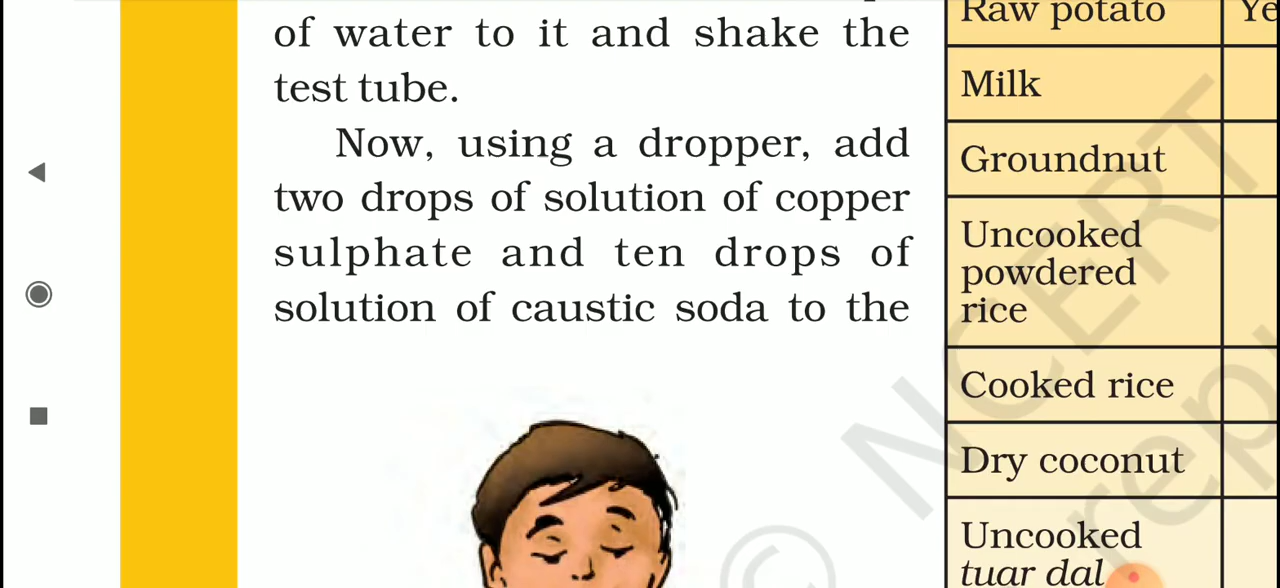 of water to it and shake the
test tube.
Now, using a dropper, add
two drops of solution of copper
sulphate and ten drops of
solution of caustic soda to the
Raw potato
Milk
Groundnut
Uncooked
powdered
rice
Cooked rice
Dry coconut
Uncooked
tuar dal
© NCERT